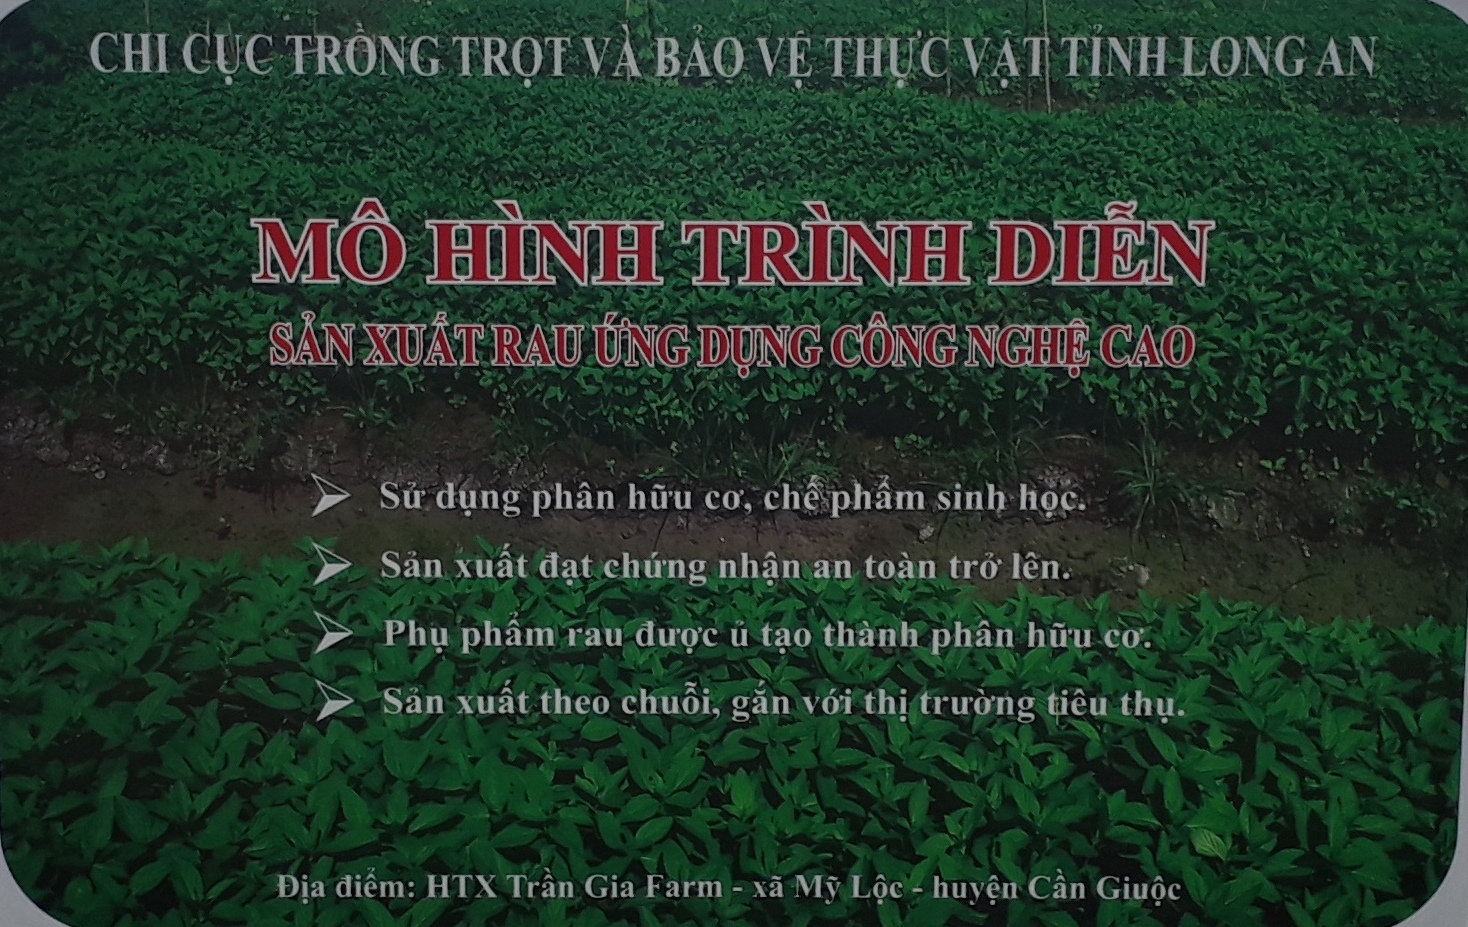 CHI CỤC TRỒNG TRỌT VÀ BẢO VỆ THỰC VẬT TỈNH LONG AN
MÔ HÌNH TRÌNH DIỄN
SẢN XUẤT RAU ỨNG DỤNG CÔNG NGHỆ CAO
Sử dụng phân hữu cơ, chế phẩm sinh học.
Sản xuất đạt chứng nhận an toàn trở lên.
Phụ phẩm rau được ủ tạo thành phân hữu cơ.
Sản xuất theo chuỗi, gắn với thị trường tiêu thụ.
Địa điểm: HTX Trần Gia Farm - xã Mỹ Lộc - huyện Cần Giuộc